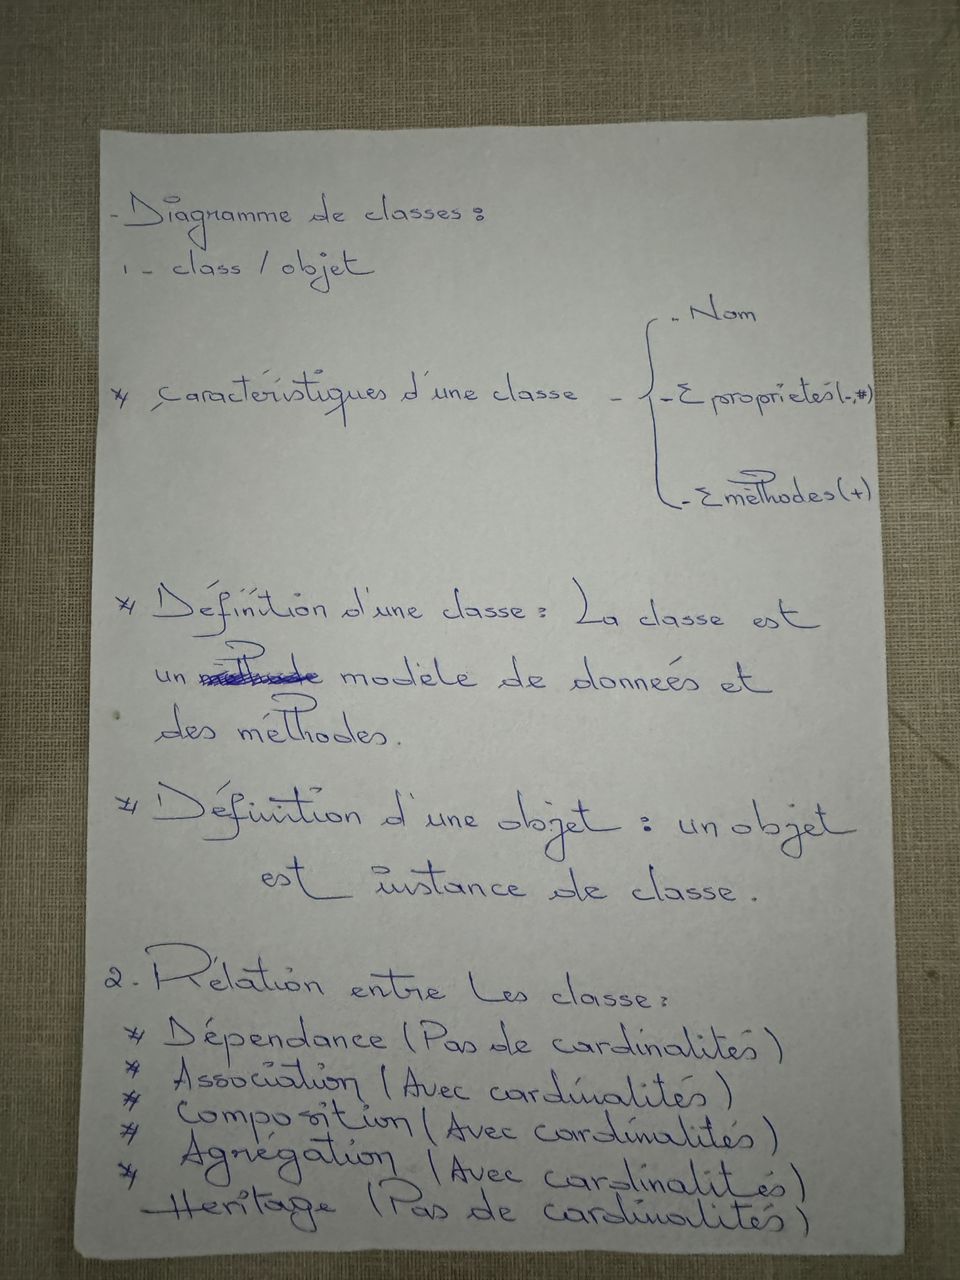 - Diagramme de classes :
1 - class / objet
- Nom
* caractéristiques d'une classe - - Σ proprietés (-, #)
- Σ méthodes (+)
* Définition d'une classe : La classe est
un modèle de données et
des méthodes.
* Définition d'une objet : un objet
est instance de classe.
2. Rélation entre Les classe :
* Dépendance (Pas de cardinalités)
* Association (Avec cardinalités)
* Composition (Avec cardinalités)
* Agrégation (Avec cardinalités)
* Heritage (Pas de cardinalités)